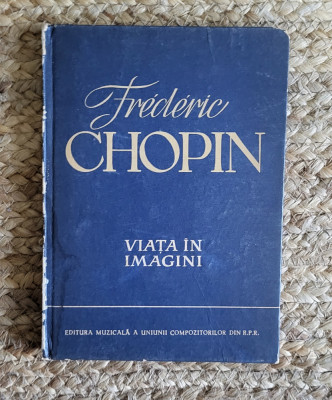 Frédéric
CHOPIN
VIAȚA ÎN
IMAGINI
EDITURA MUZICALĂ A UNIUNII COMPOZITORILOR DIN R.P.R.